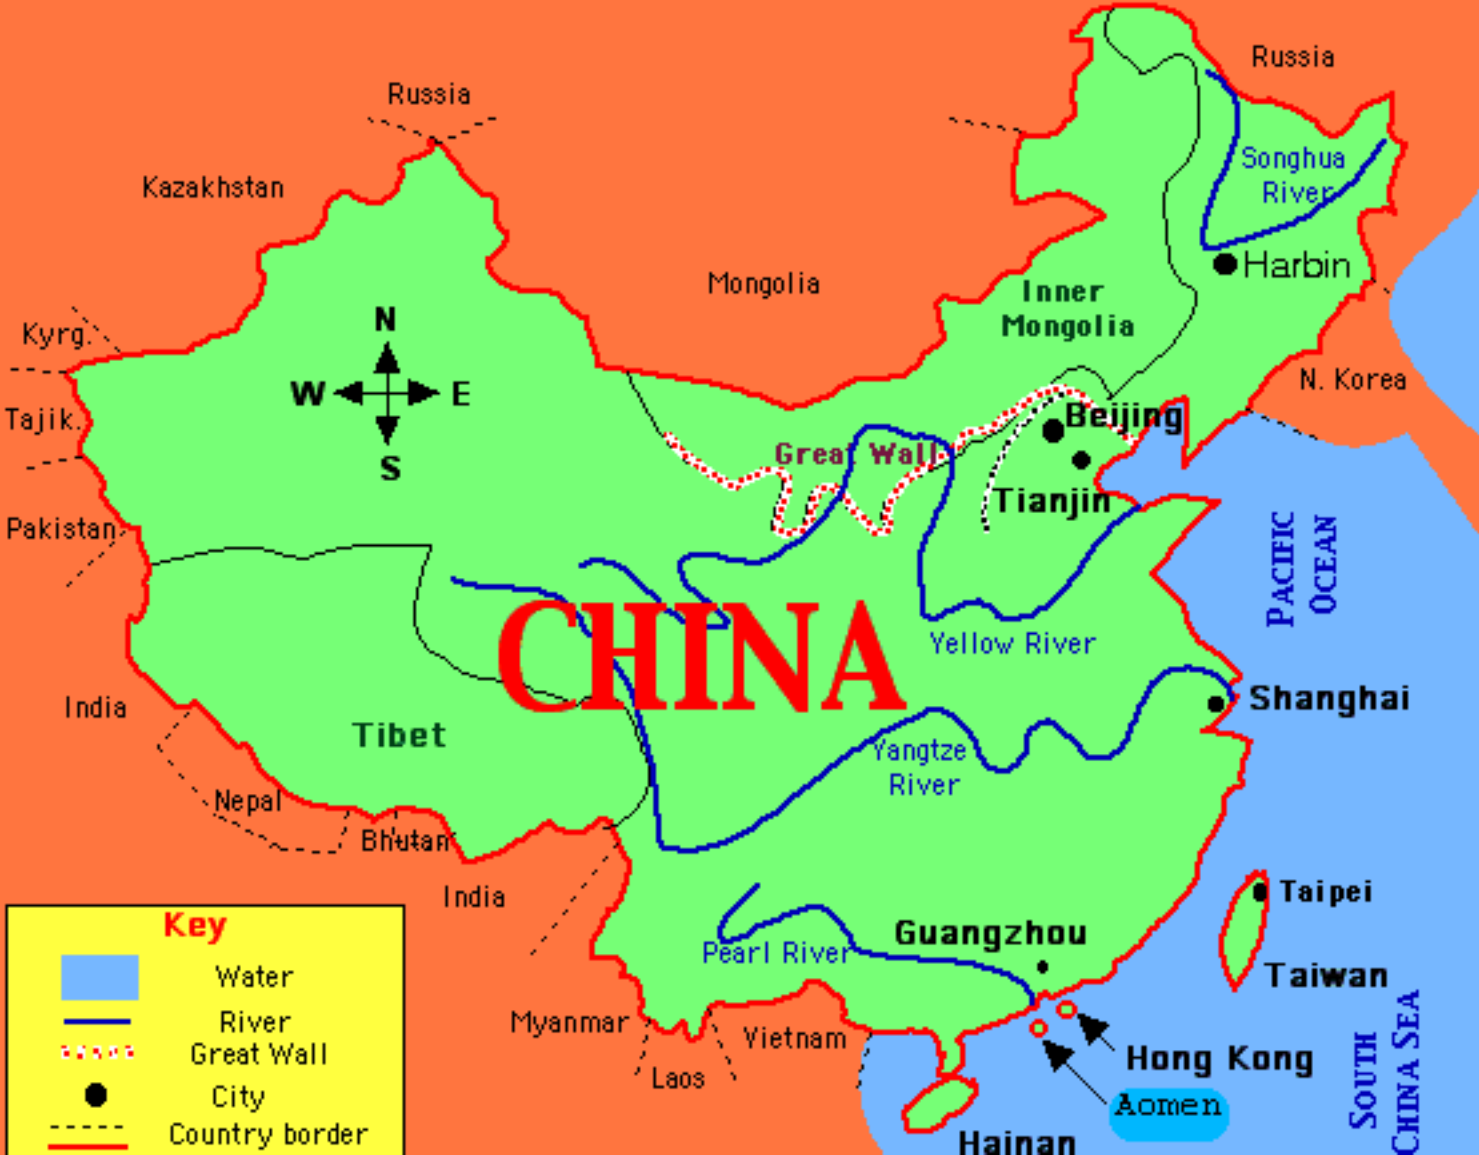 Russia
Russia
Kazakhstan
Songhua
River
Harbin
Mongolia
Inner
Mongolia
N
W
E
S
Kyrg.
Tajik.
N. Korea
Beijing
Great Wall
Tianjin
Pakistan
PACIFIC
OCEAN
CHINA
Yellow River
India
Tibet
Shanghai
Yangtze
River
Nepal
Bhutan
India
Taipei
Guangzhou
Pearl River
Taiwan
Myanmar
Vietnam
Laos
Hong Kong
Aomen
Hainan
SOUTH
CHINA SEA
Key
Water
River
Great Wall
City
Country border